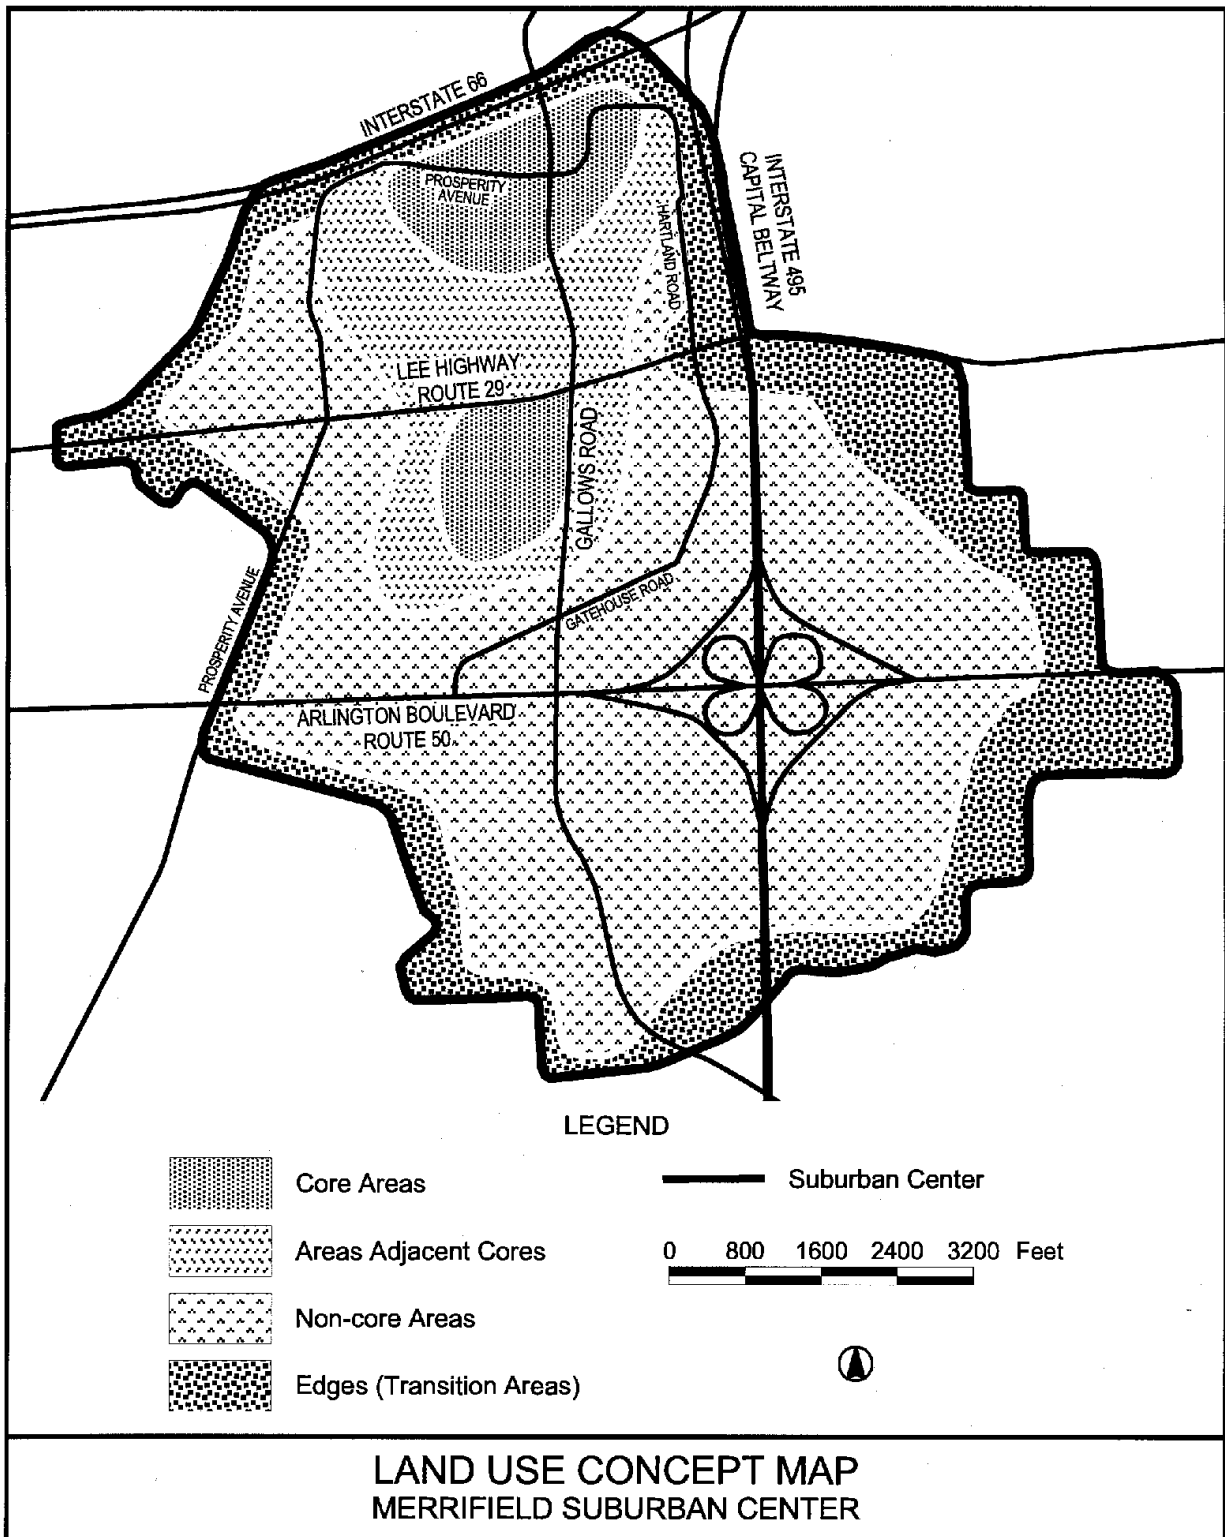 INTERSTATE 66
PROSPERITY
AVENUE
INTERSTATE 495
CAPITAL BELTWAY
HARTLAND ROAD
LEE HIGHWAY
ROUTE 29
GALLOWS ROAD
GATEHOUSE ROAD
PROSPERITY AVENUE
ARLINGTON BOULEVARD
ROUTE 50
LEGEND
Core Areas
Suburban Center
Areas Adjacent Cores
0 800 1600 2400 3200 Feet
Non-core Areas
Edges (Transition Areas)
LAND USE CONCEPT MAP
MERRIFIELD SUBURBAN CENTER